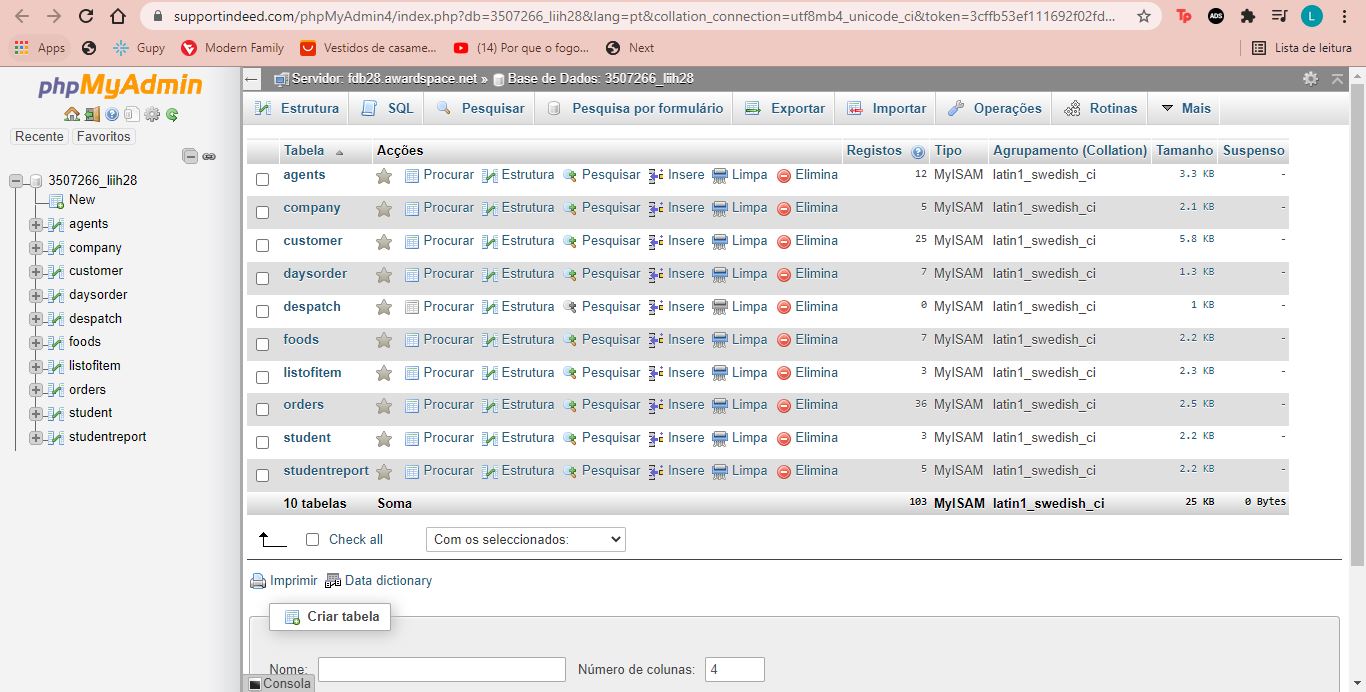 supportindeed.com/phpMyAdmin4/index.php?db=3507266_liih28&lang=pt&collation_connection=utf8mb4_unicode_ci&token=3cffb53ef111692f02fd...
Tp ADS L
Apps Gupy Modern Family Vestidos de casame... (14) Por que o fogo... Next Lista de leitura
phpMyAdmin
Recente Favoritos
3507266_liih28
New
agents
company
customer
daysorder
despatch
foods
listofitem
orders
student
studentreport
Servidor: fdb28.awardspace.net » Base de Dados: 3507266_liih28
Estrutura SQL Pesquisar Pesquisa por formulário Exportar Importar Operações Rotinas Mais
Tabela Acções Registos Tipo Agrupamento (Collation) Tamanho Suspenso
agents Procurar Estrutura Pesquisar Insere Limpa Elimina 12 MyISAM latin1_swedish_ci 3.3 KB -
company Procurar Estrutura Pesquisar Insere Limpa Elimina 5 MyISAM latin1_swedish_ci 2.1 KB -
customer Procurar Estrutura Pesquisar Insere Limpa Elimina 25 MyISAM latin1_swedish_ci 5.8 KB -
daysorder Procurar Estrutura Pesquisar Insere Limpa Elimina 7 MyISAM latin1_swedish_ci 1.3 KB -
despatch Procurar Estrutura Pesquisar Insere Limpa Elimina 0 MyISAM latin1_swedish_ci 1 KB -
foods Procurar Estrutura Pesquisar Insere Limpa Elimina 7 MyISAM latin1_swedish_ci 2.2 KB -
listofitem Procurar Estrutura Pesquisar Insere Limpa Elimina 3 MyISAM latin1_swedish_ci 2.3 KB -
orders Procurar Estrutura Pesquisar Insere Limpa Elimina 36 MyISAM latin1_swedish_ci 2.5 KB -
student Procurar Estrutura Pesquisar Insere Limpa Elimina 3 MyISAM latin1_swedish_ci 2.2 KB -
studentreport Procurar Estrutura Pesquisar Insere Limpa Elimina 5 MyISAM latin1_swedish_ci 2.2 KB -
10 tabelas Soma 103 MyISAM latin1_swedish_ci 25 KB 0 Bytes
Check all Com os seleccionados:
Imprimir Data dictionary
Criar tabela
Nome: Número de colunas: 4
Consola